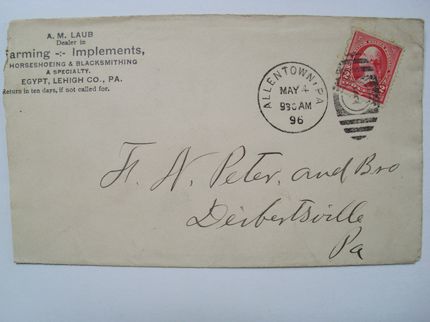 A. M. LAUB
Dealer in
Farming -:- Implements,
HORSESHOEING & BLACKSMITHING
A SPECIALTY.
EGYPT, LEHIGH CO., PA.
Return in ten days, if not called for.
ALLENTOWN, PA
MAY 4
930 AM
96
2
H. N. Peter, and Bro
Deibertsville
Pa